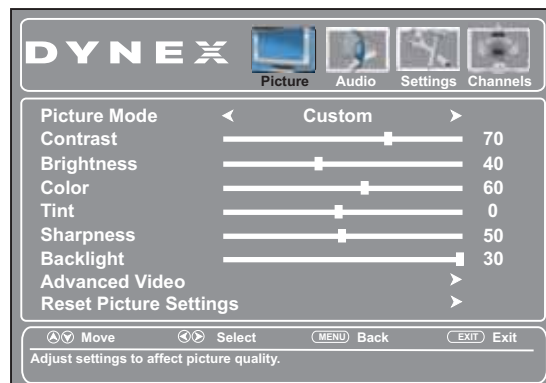 DYNEX
Picture Audio Settings Channels
Picture Mode Custom
Contrast 70
Brightness 40
Color 60
Tint 0
Sharpness 50
Backlight 30
Advanced Video
Reset Picture Settings
Move Select MENU Back EXIT Exit
Adjust settings to affect picture quality.